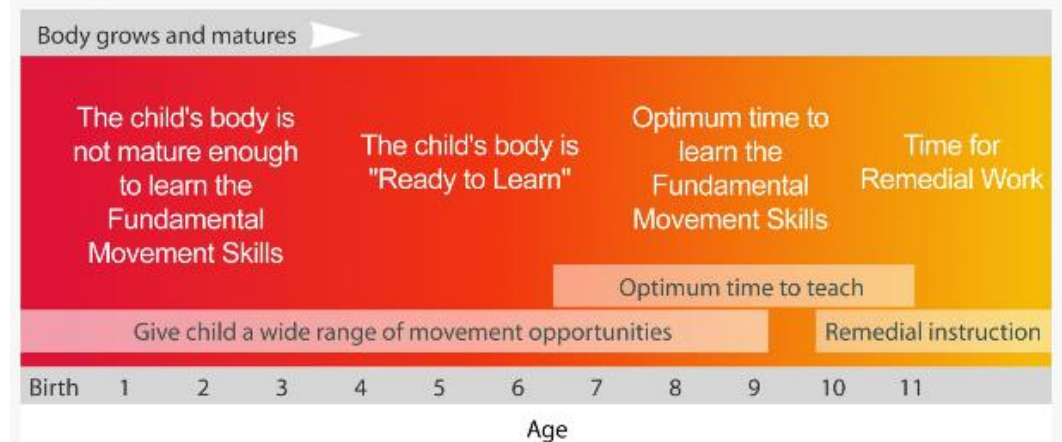 Body grows and matures
The child's body is
not mature enough
to learn the
Fundamental
Movement Skills
The child's body is
"Ready to Learn"
Optimum time to
learn the
Fundamental
Movement Skills
Time for
Remedial Work
Optimum time to teach
Give child a wide range of movement opportunities
Remedial instruction
Birth 1 2 3 4 5 6 7 8 9 10 11
Age